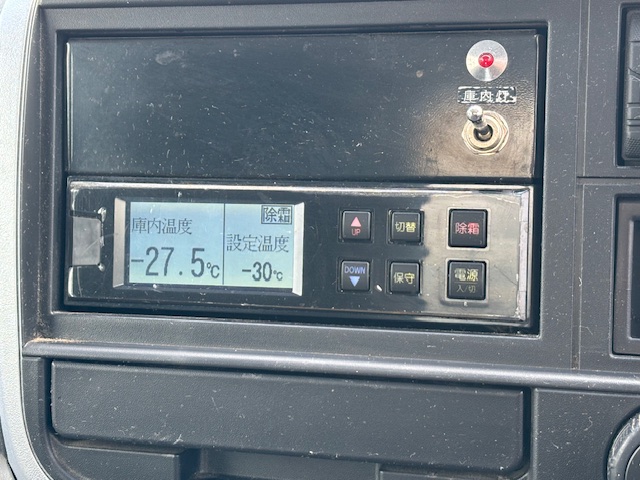 庫内灯
除霜
庫内温度
設定温度
-27.5℃
-30℃
UP
切替
除霜
DOWN
保守
電源
入/切